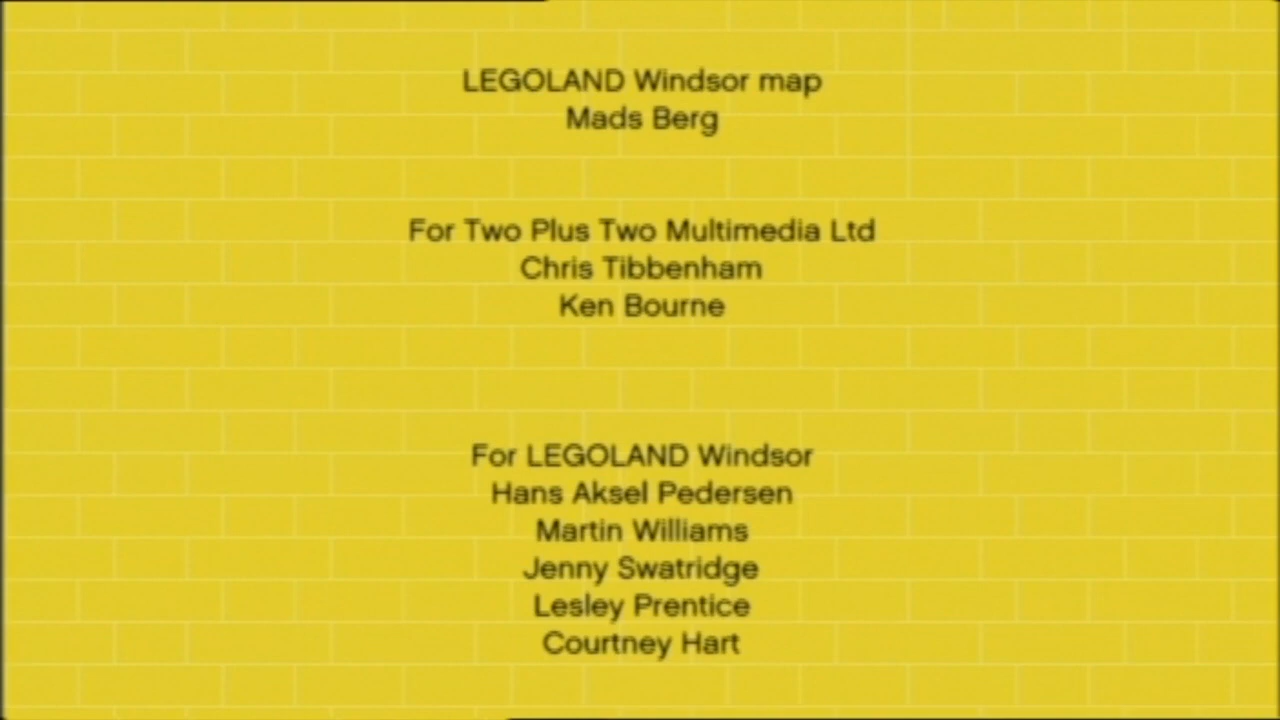 LEGOLAND Windsor map
Mads Berg
For Two Plus Two Multimedia Ltd
Chris Tibbenham
Ken Bourne
For LEGOLAND Windsor
Hans Aksel Pedersen
Martin Williams
Jenny Swatridge
Lesley Prentice
Courtney Hart